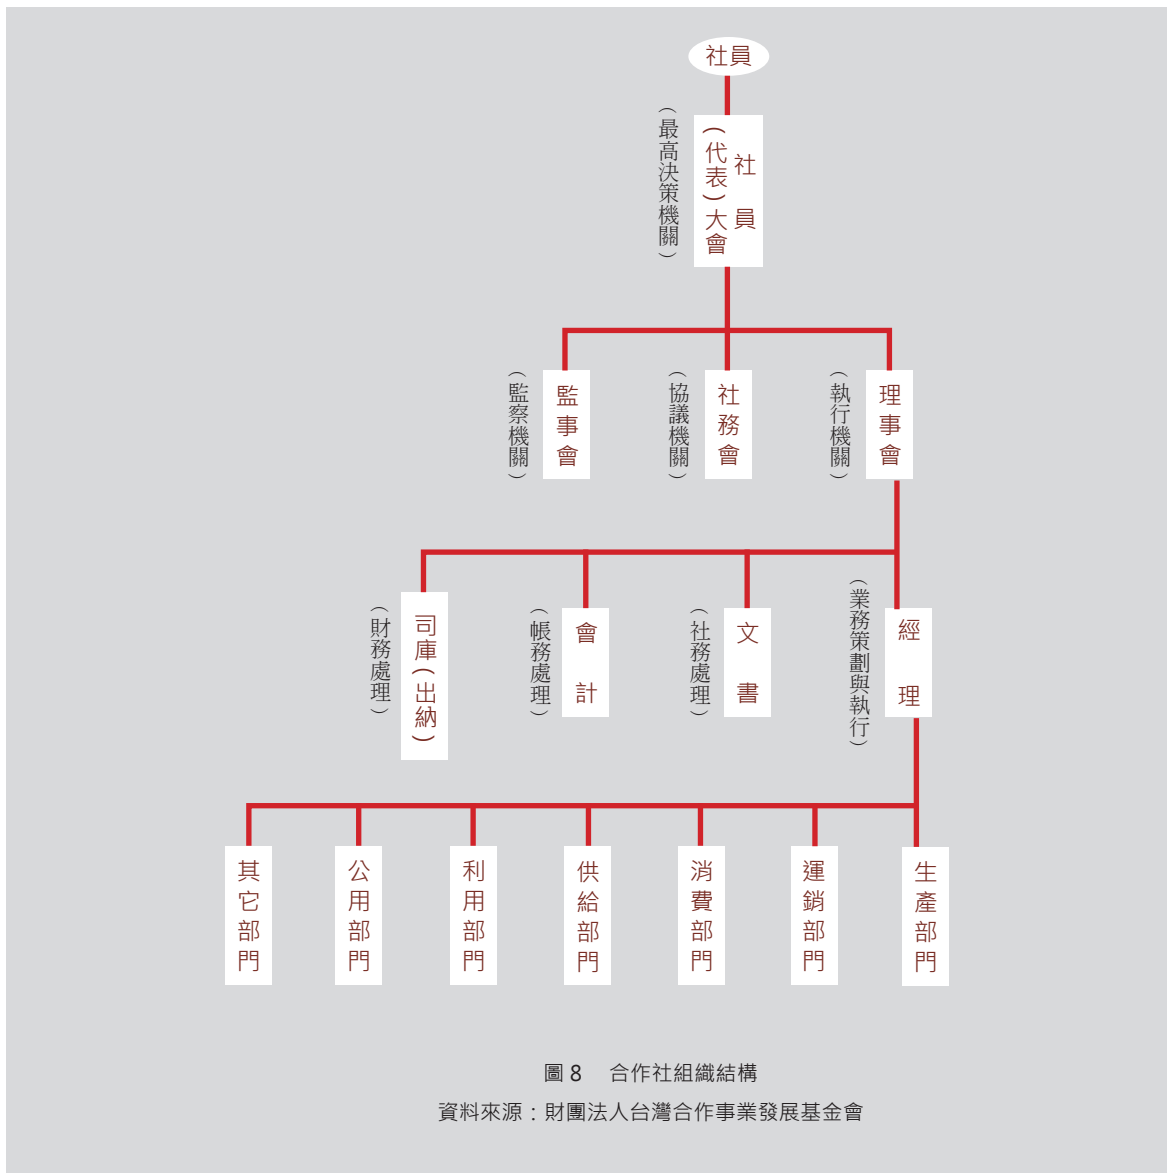 社員
社員
(代表)大會
(最高決策機關)
理事會
(執行機關)
社務會
(協議機關)
監事會
(監察機關)
經理
(業務策劃與執行)
文書
(社務處理)
會計
(帳務處理)
司庫(出納)
(財務處理)
生產部門
運銷部門
消費部門
供給部門
利用部門
公用部門
其它部門
圖 8 合作社組織結構
資料來源：財團法人台灣合作事業發展基金會